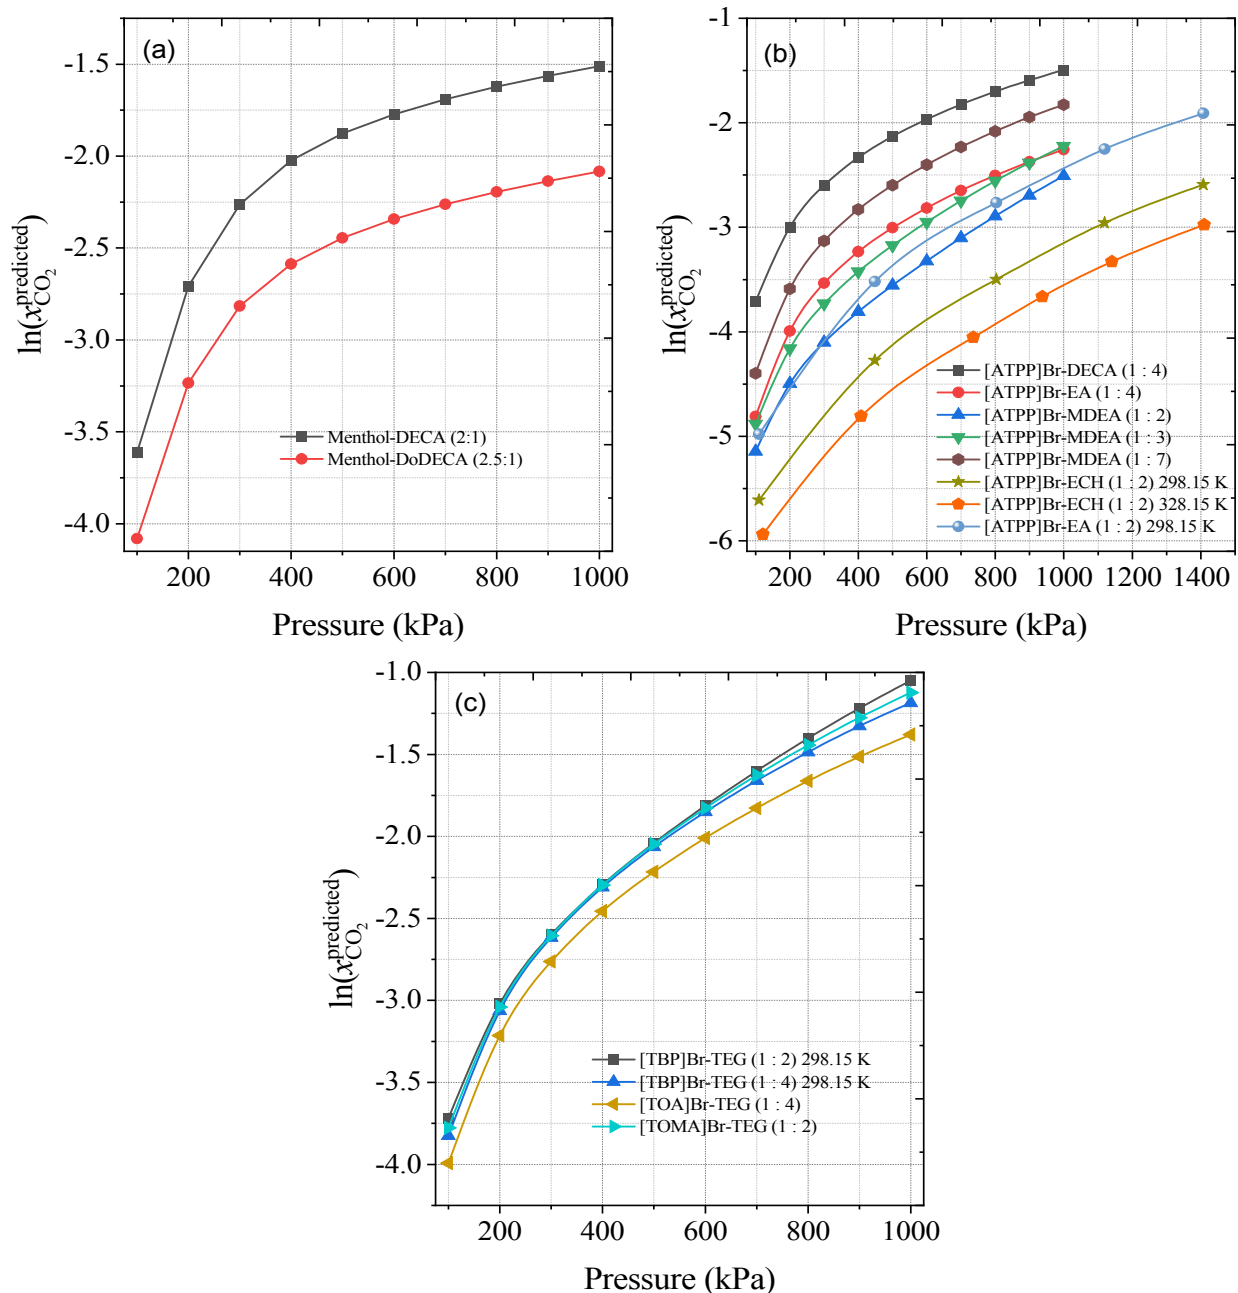 (a)
ln(x_CO2^predicted)
-1.5
-2.0
-2.5
-3.0
-3.5
-4.0
Menthol-DECA (2:1)
Menthol-DoDECA (2.5:1)
200 400 600 800 1000
Pressure (kPa)
(b)
ln(x_CO2^predicted)
-1
-2
-3
-4
-5
-6
[ATPP]Br-DECA (1 : 4)
[ATPP]Br-EA (1 : 4)
[ATPP]Br-MDEA (1 : 2)
[ATPP]Br-MDEA (1 : 3)
[ATPP]Br-MDEA (1 : 7)
[ATPP]Br-ECH (1 : 2) 298.15 K
[ATPP]Br-ECH (1 : 2) 328.15 K
[ATPP]Br-EA (1 : 2) 298.15 K
200 400 600 800 1000 1200 1400
Pressure (kPa)
(c)
ln(x_CO2^predicted)
-1.0
-1.5
-2.0
-2.5
-3.0
-3.5
-4.0
[TBP]Br-TEG (1 : 2) 298.15 K
[TBP]Br-TEG (1 : 4) 298.15 K
[TOA]Br-TEG (1 : 4)
[TOMA]Br-TEG (1 : 2)
200 400 600 800 1000
Pressure (kPa)